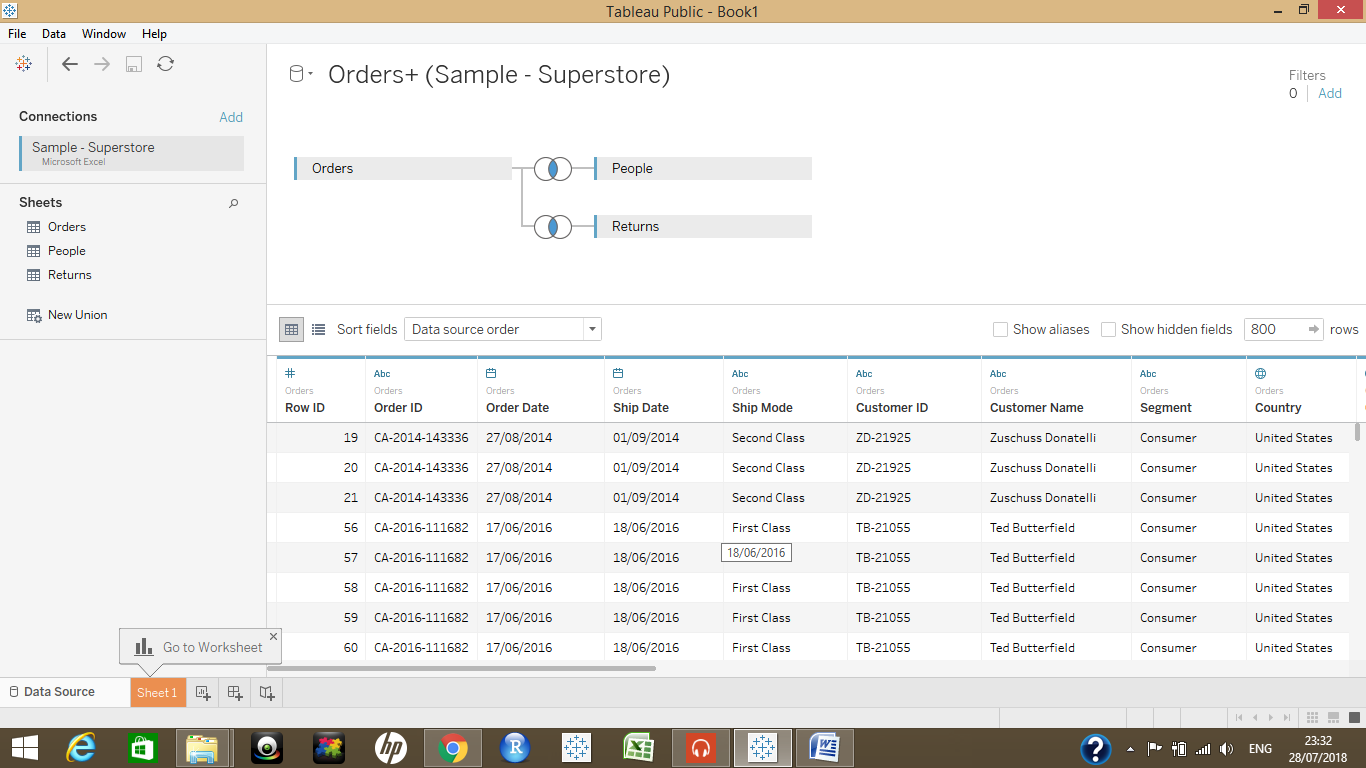 Tableau Public - Book1
File Data Window Help
Connections Add
Sample - Superstore
Microsoft Excel
Sheets
Orders
People
Returns
New Union
Orders+ (Sample - Superstore)
Filters
0 Add
Orders People
Returns
Sort fields Data source order Show aliases Show hidden fields 800 rows
# Abc Abc Abc Abc Abc
Orders Orders Orders Orders Orders Orders Orders Orders Orders
Row ID Order ID Order Date Ship Date Ship Mode Customer ID Customer Name Segment Country
19 CA-2014-143336 27/08/2014 01/09/2014 Second Class ZD-21925 Zuschuss Donatelli Consumer United States
20 CA-2014-143336 27/08/2014 01/09/2014 Second Class ZD-21925 Zuschuss Donatelli Consumer United States
21 CA-2014-143336 27/08/2014 01/09/2014 Second Class ZD-21925 Zuschuss Donatelli Consumer United States
56 CA-2016-111682 17/06/2016 18/06/2016 First Class TB-21055 Ted Butterfield Consumer United States
57 CA-2016-111682 17/06/2016 18/06/2016 18/06/2016 TB-21055 Ted Butterfield Consumer United States
58 CA-2016-111682 17/06/2016 18/06/2016 First Class TB-21055 Ted Butterfield Consumer United States
59 CA-2016-111682 17/06/2016 18/06/2016 First Class TB-21055 Ted Butterfield Consumer United States
60 CA-2016-111682 17/06/2016 18/06/2016 First Class TB-21055 Ted Butterfield Consumer United States
Go to Worksheet
Data Source Sheet 1
hp R W ? ENG 23:32
28/07/2018